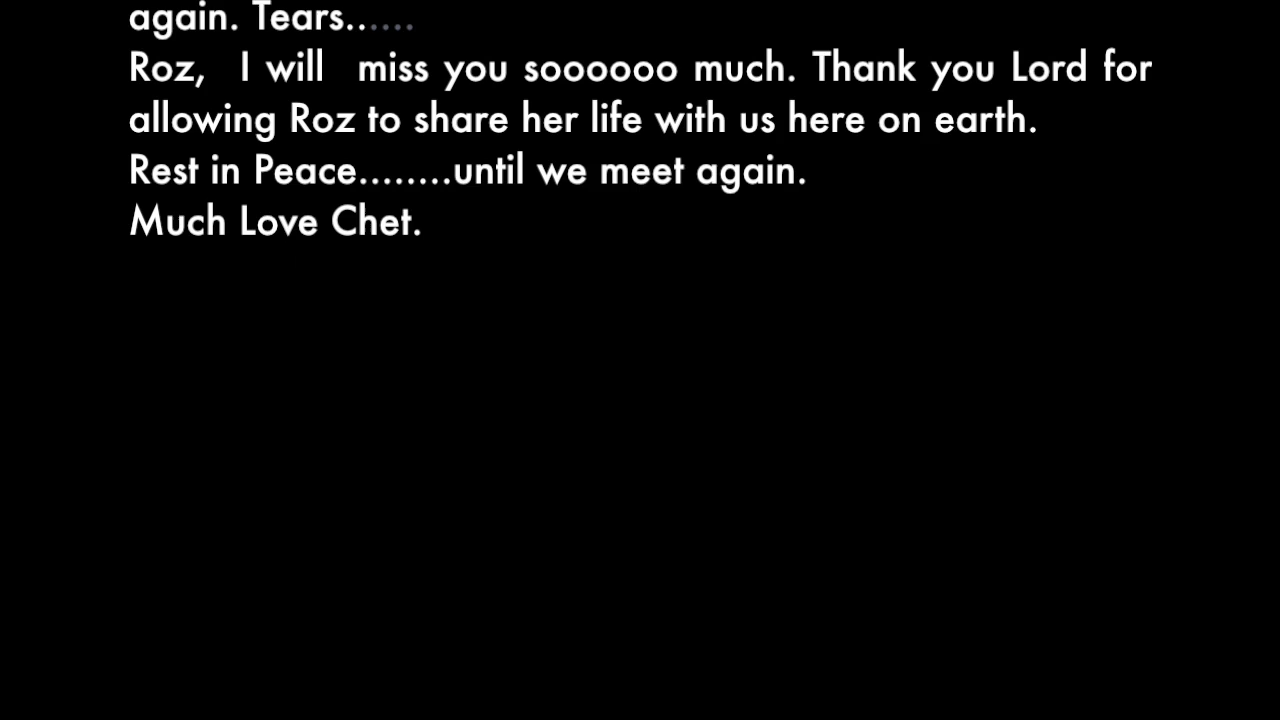 again. Tears......
Roz, I will miss you soooooo much. Thank you Lord for
allowing Roz to share her life with us here on earth.
Rest in Peace........until we meet again.
Much Love Chet.